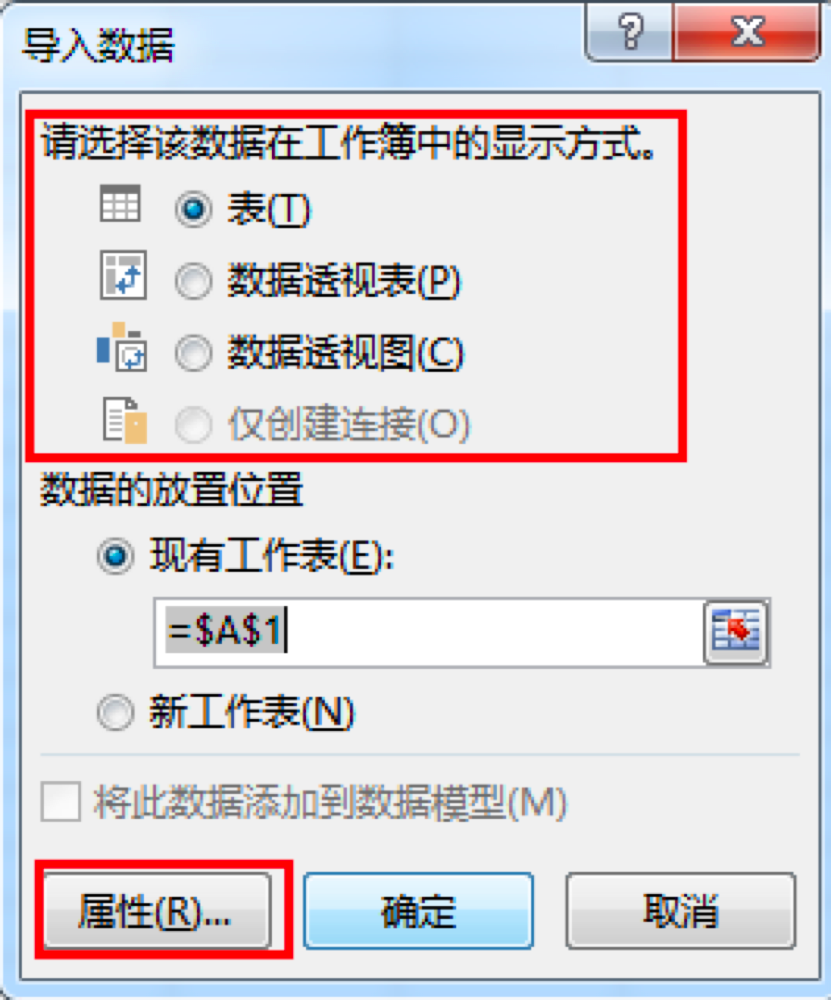 导入数据
请选择该数据在工作簿中的显示方式。
表(T)
数据透视表(P)
数据透视图(C)
仅创建连接(O)
数据的放置位置
现有工作表(E):
=$A$1
新工作表(N)
将此数据添加到数据模型(M)
属性(R)... 确定 取消